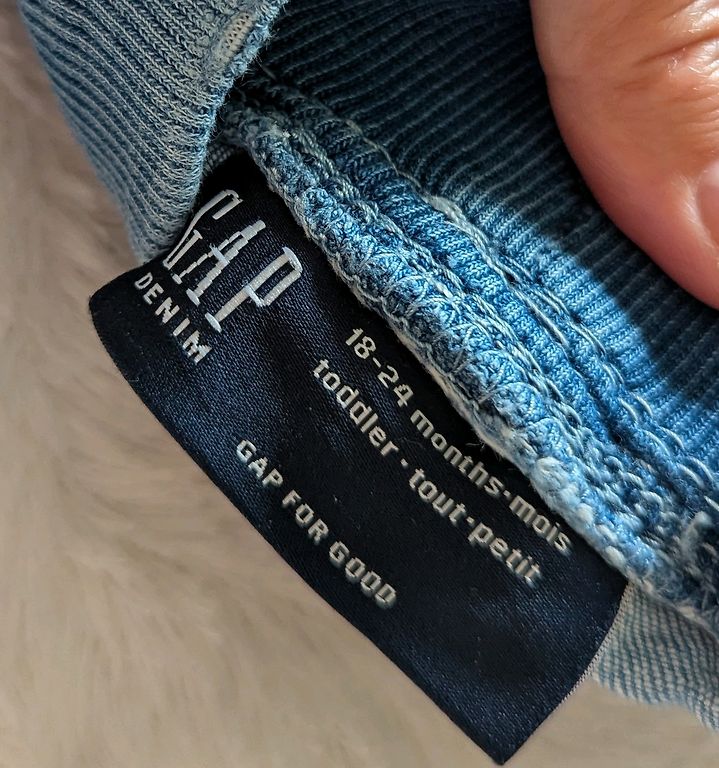 GAP
DENIM
18-24 months·mois
toddler·tout·petit
GAP FOR GOOD